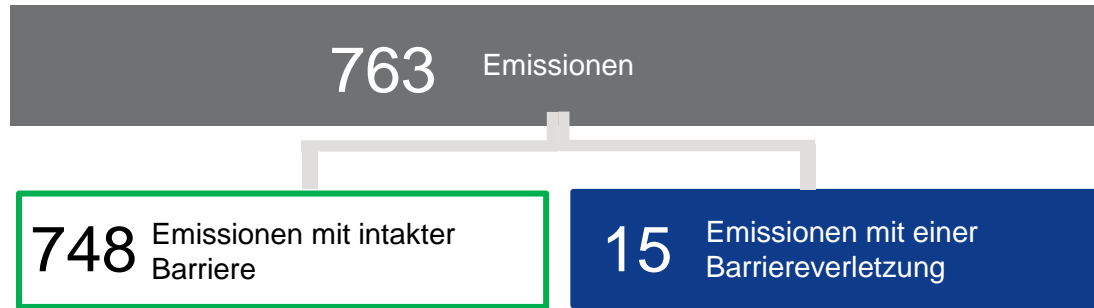 763 Emissionen
748 Emissionen mit intakter
Barriere
15 Emissionen mit einer
Barriereverletzung